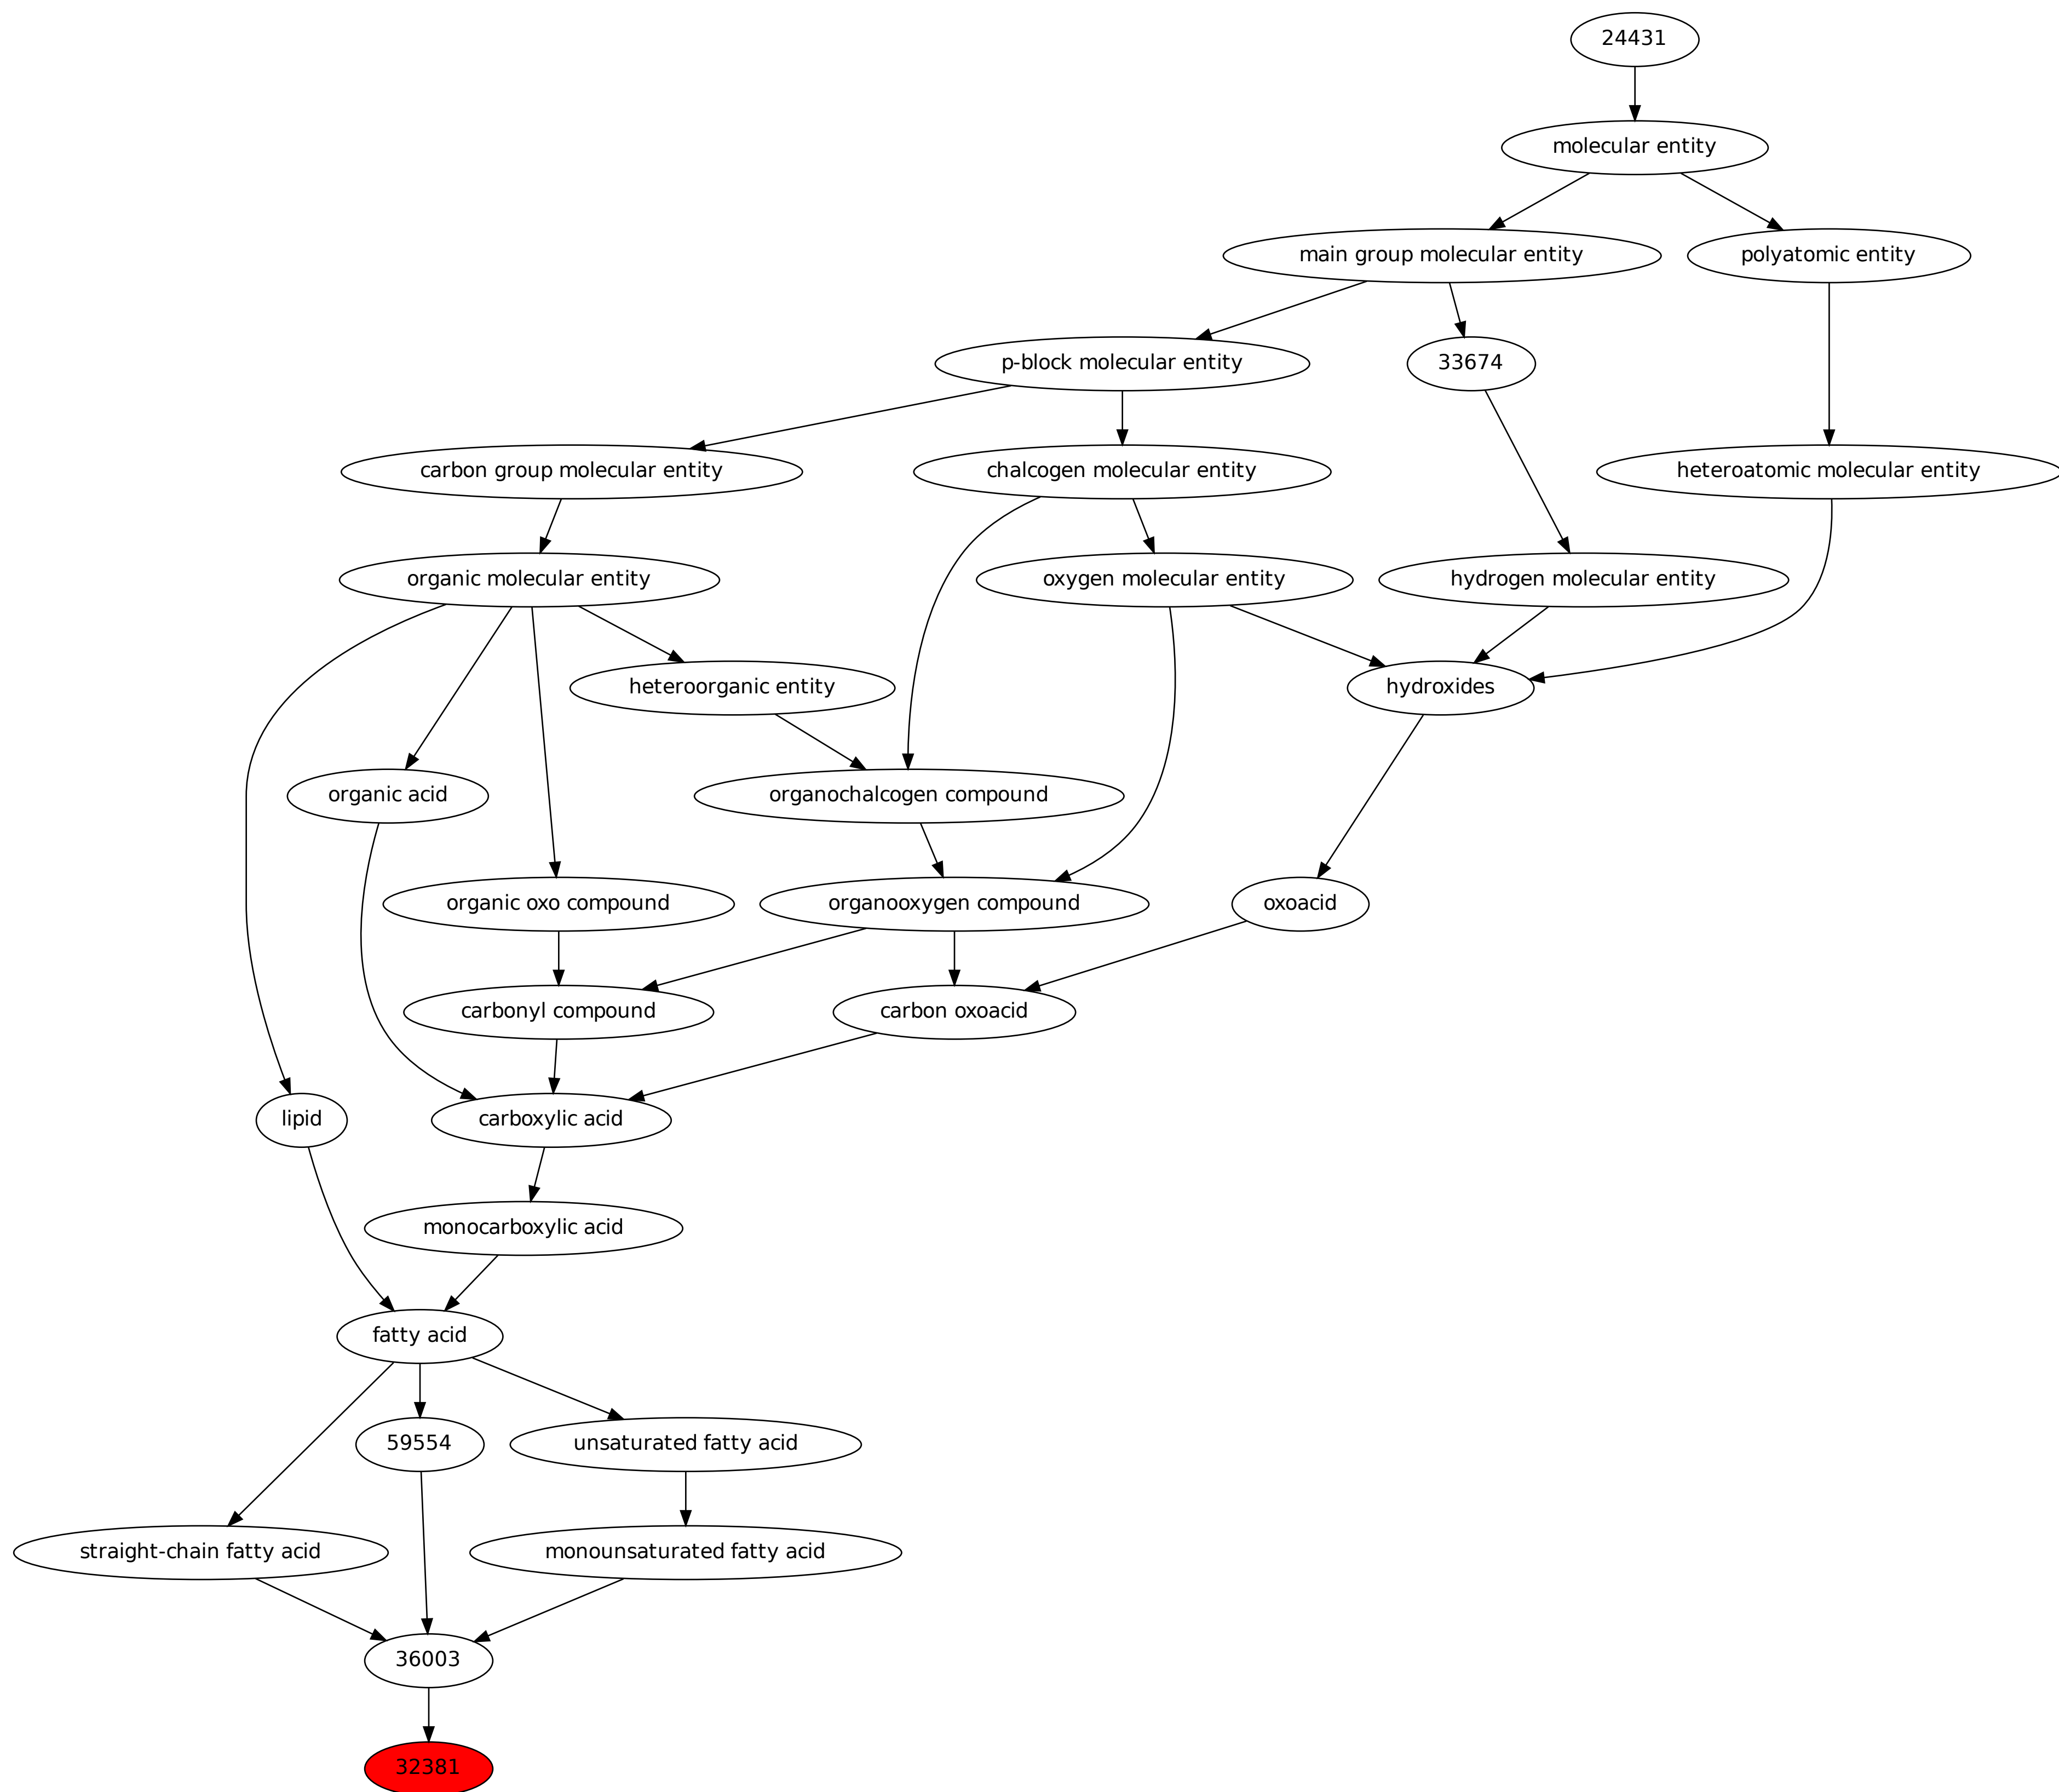 24431
molecular entity
main group molecular entity
polyatomic entity
p-block molecular entity
33674
carbon group molecular entity
chalcogen molecular entity
heteroatomic molecular entity
organic molecular entity
oxygen molecular entity
hydrogen molecular entity
heteroorganic entity
hydroxides
organic acid
organochalcogen compound
organic oxo compound
organooxygen compound
oxoacid
carbonyl compound
carbon oxoacid
lipid
carboxylic acid
monocarboxylic acid
fatty acid
59554
unsaturated fatty acid
straight-chain fatty acid
monounsaturated fatty acid
36003
32381